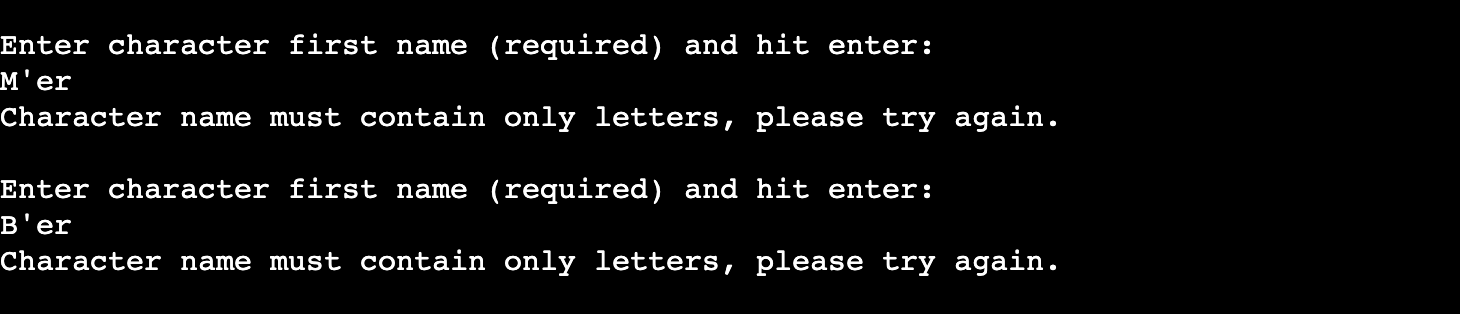 Enter character first name (required) and hit enter:
M'er
Character name must contain only letters, please try again.
Enter character first name (required) and hit enter:
B'er
Character name must contain only letters, please try again.